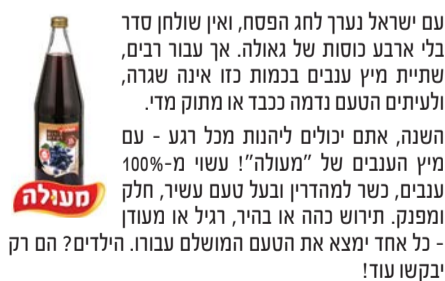 עם ישראל נערך לחג הפסח, ואין שולחן סדר
בלי ארבע כוסות של גאולה. אך עבור רבים,
שתיית מיץ ענבים בכמות כזו אינה שגרה,
ולעיתים הטעם נדמה ככבד או מתוק מדי.
השנה, אתם יכולים ליהנות מכל רגע - עם
מיץ הענבים של "מעולה"! עשוי מ-100%
ענבים, כשר למהדרין ובעל טעם עשיר, חלק
ומפנק. תירוש כהה או בהיר, רגיל או מעודן
- כל אחד ימצא את הטעם המושלם עבורו. הילדים? הם רק
יבקשו עוד!
מעולה